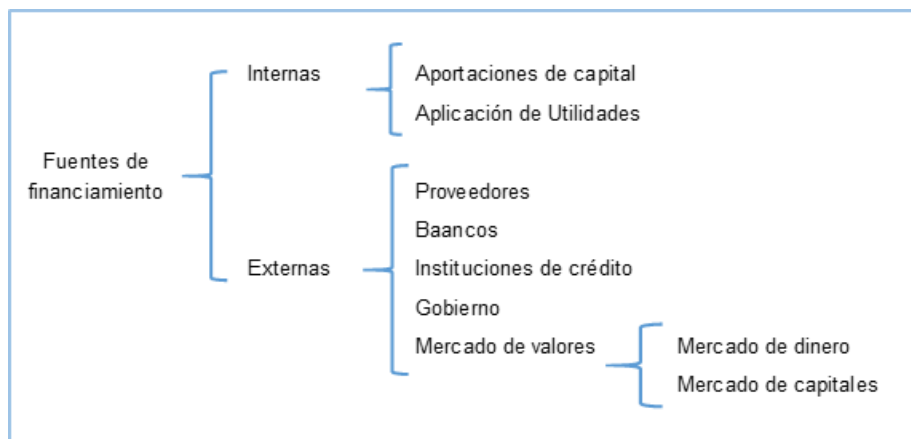 Fuentes de
financiamiento
Internas
Aportaciones de capital
Aplicación de Utilidades
Externas
Proveedores
Baancos
Instituciones de crédito
Gobierno
Mercado de valores
Mercado de dinero
Mercado de capitales